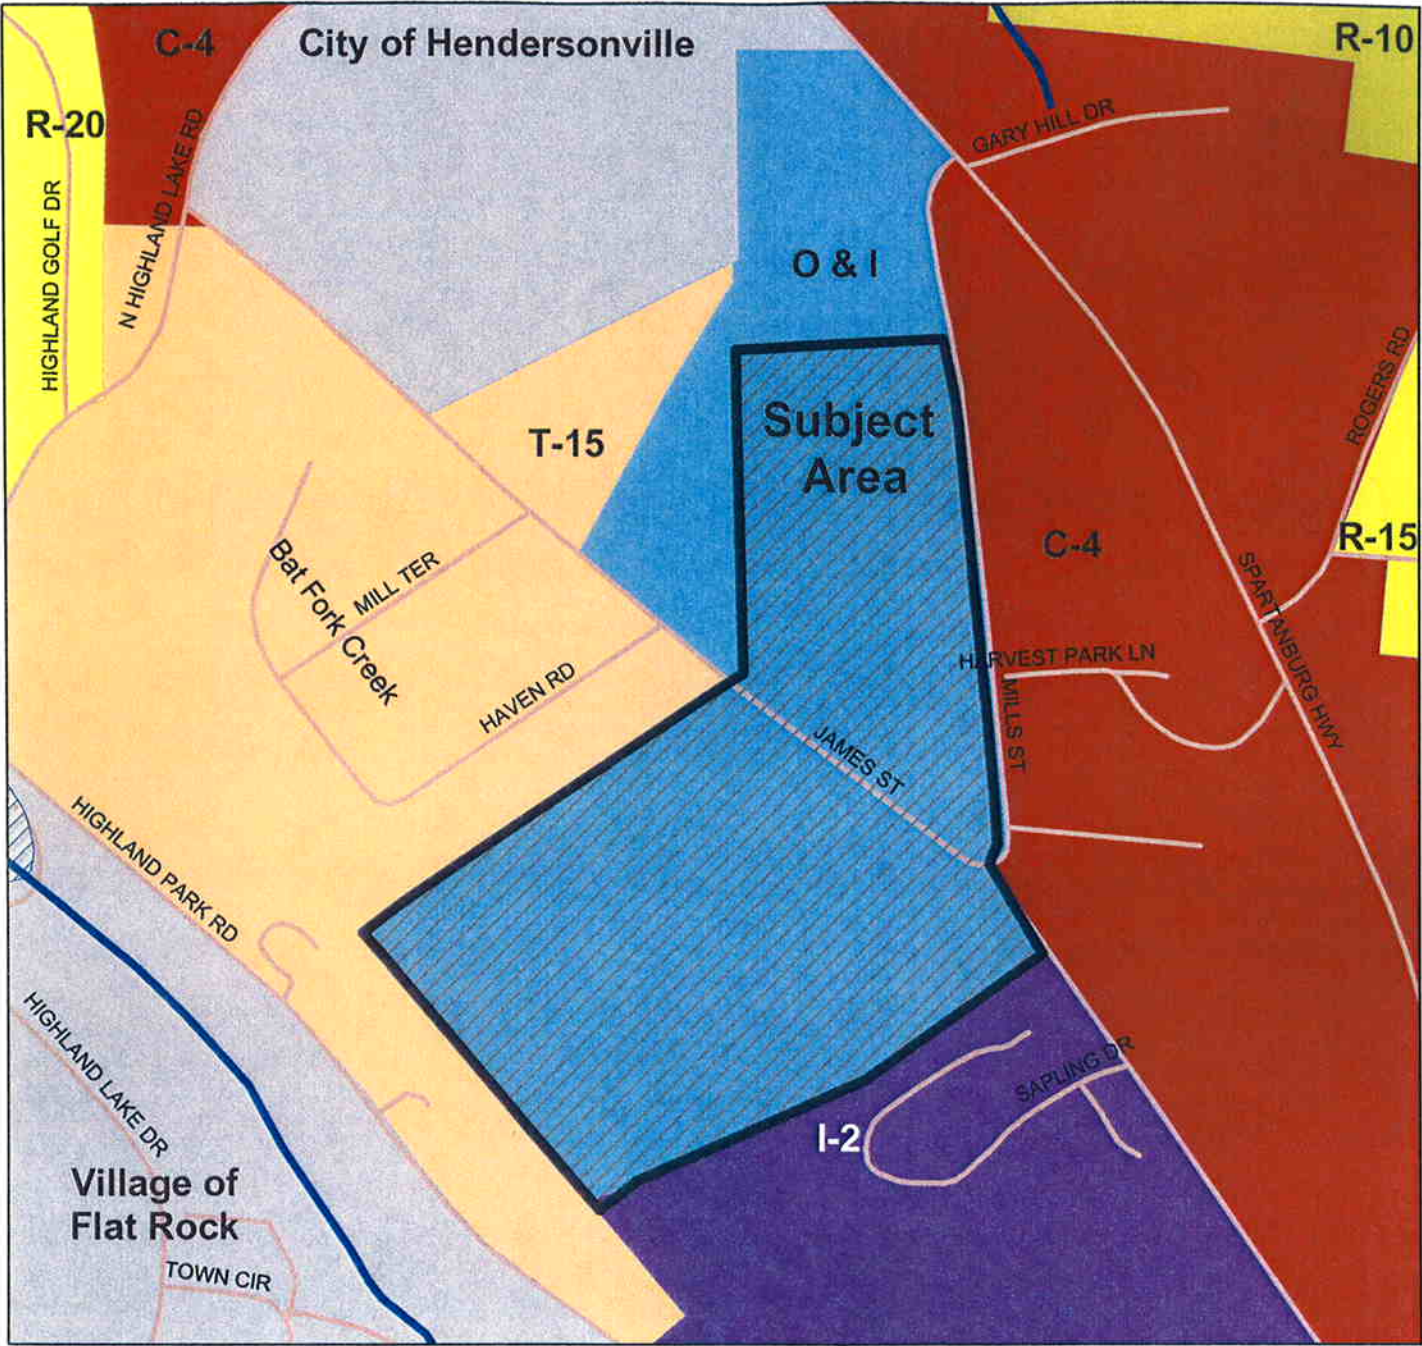 C-4
City of Hendersonville
R-10
R-20
GARY HILL DR
N HIGHLAND LAKE RD
HIGHLAND GOLF DR
O & I
ROGERS RD
Subject
Area
T-15
C-4
R-15
Bat Fork Creek
MILL TER
SPARTANBURG HWY
HARVEST PARK LN
HAVEN RD
MILLS ST
JAMES ST
HIGHLAND PARK RD
HIGHLAND LAKE DR
SAPLING DR
I-2
Village of
Flat Rock
TOWN CIR